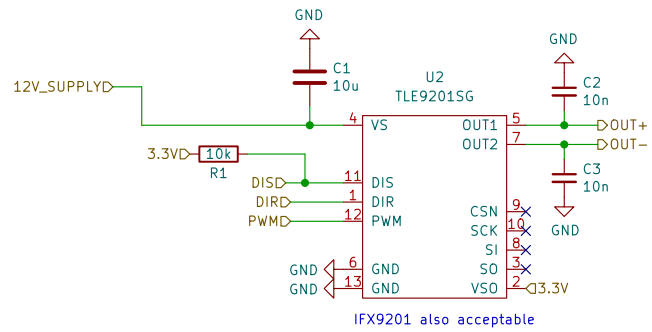 GND
C1
10u
12V_SUPPLY
U2
TLE9201SG
GND
C2
10n
4
VS
OUT1
5
OUT+
OUT2
7
OUT-
3.3V
10k
R1
C3
10n
GND
DIS
11
DIS
DIR
1
DIR
PWM
12
PWM
CSN
9
SCK
10
SI
8
SO
3
GND
6
GND
GND
13
GND
VSO
2
3.3V
IFX9201 also acceptable